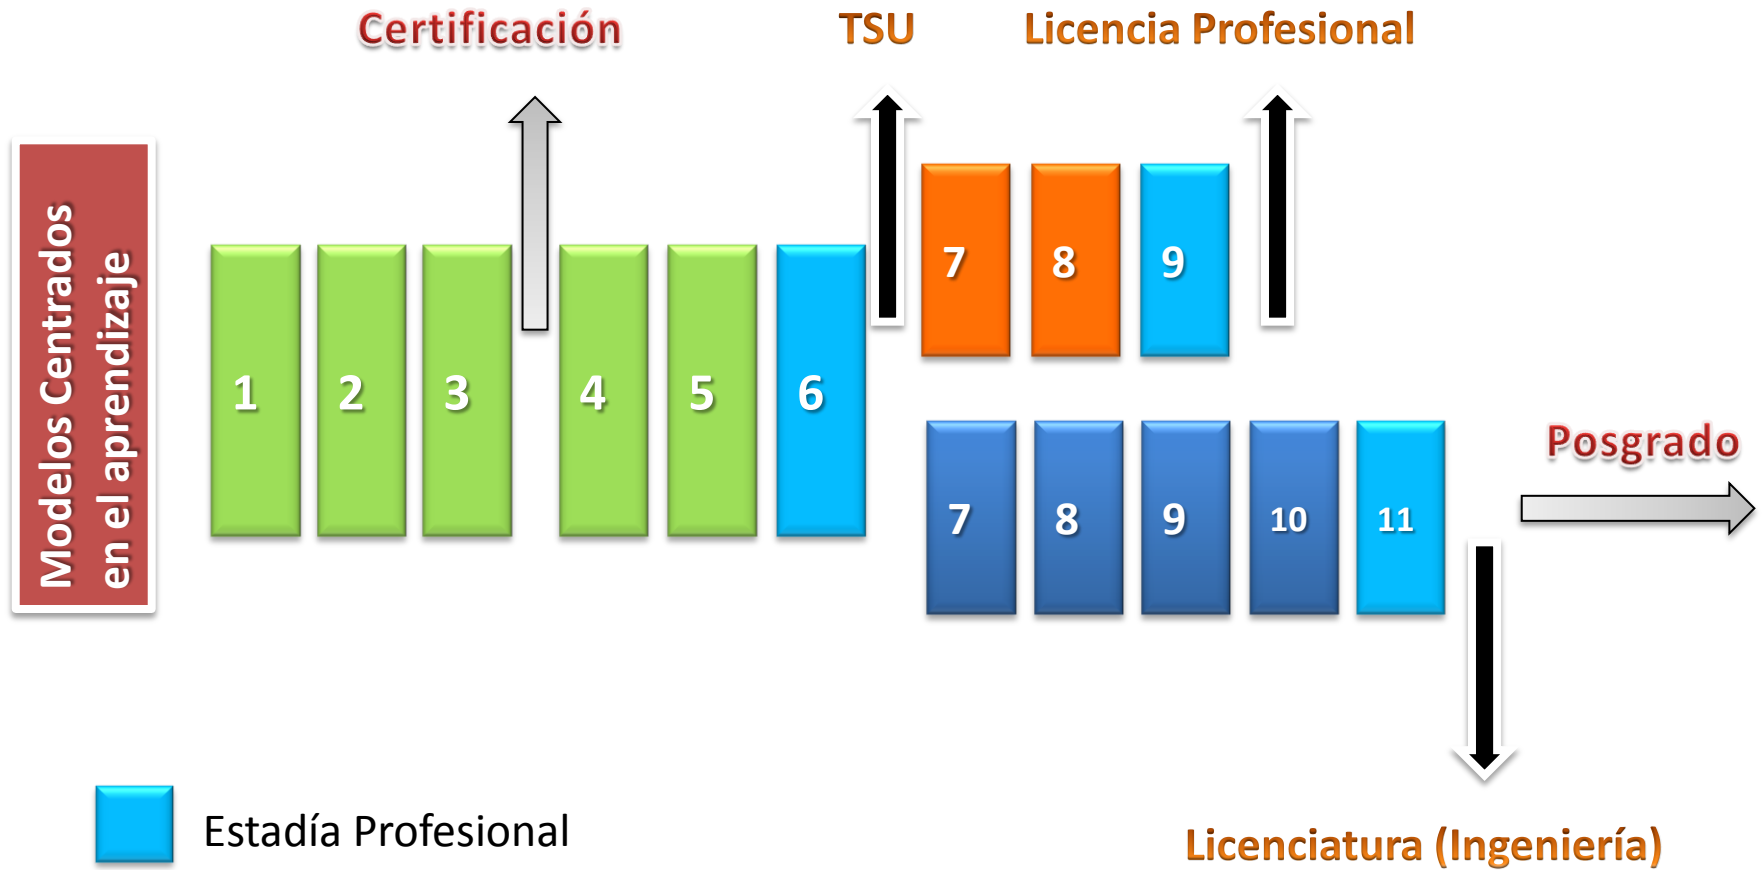 Certificación
TSU
Licencia Profesional
Modelos Centrados
en el aprendizaje
1 2 3 4 5 6
7 8 9
7 8 9 10 11
Posgrado
Estadía Profesional
Licenciatura (Ingeniería)